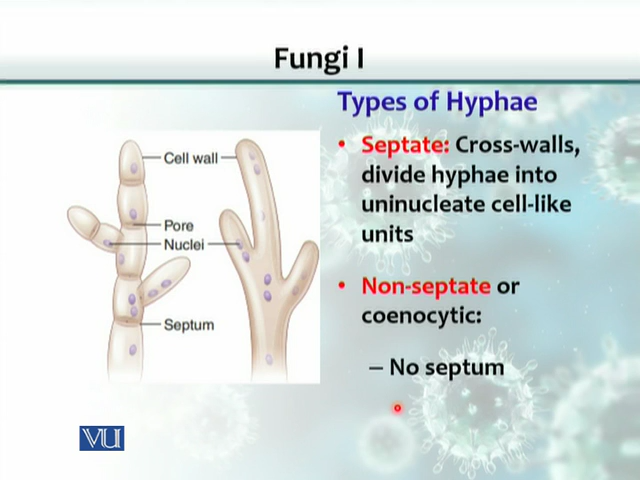 Fungi I
Types of Hyphae
• Septate: Cross-walls,
divide hyphae into
uninucleate cell-like
units
• Non-septate or
coenocytic:
– No septum
Cell wall
Pore
Nuclei
Septum
VU